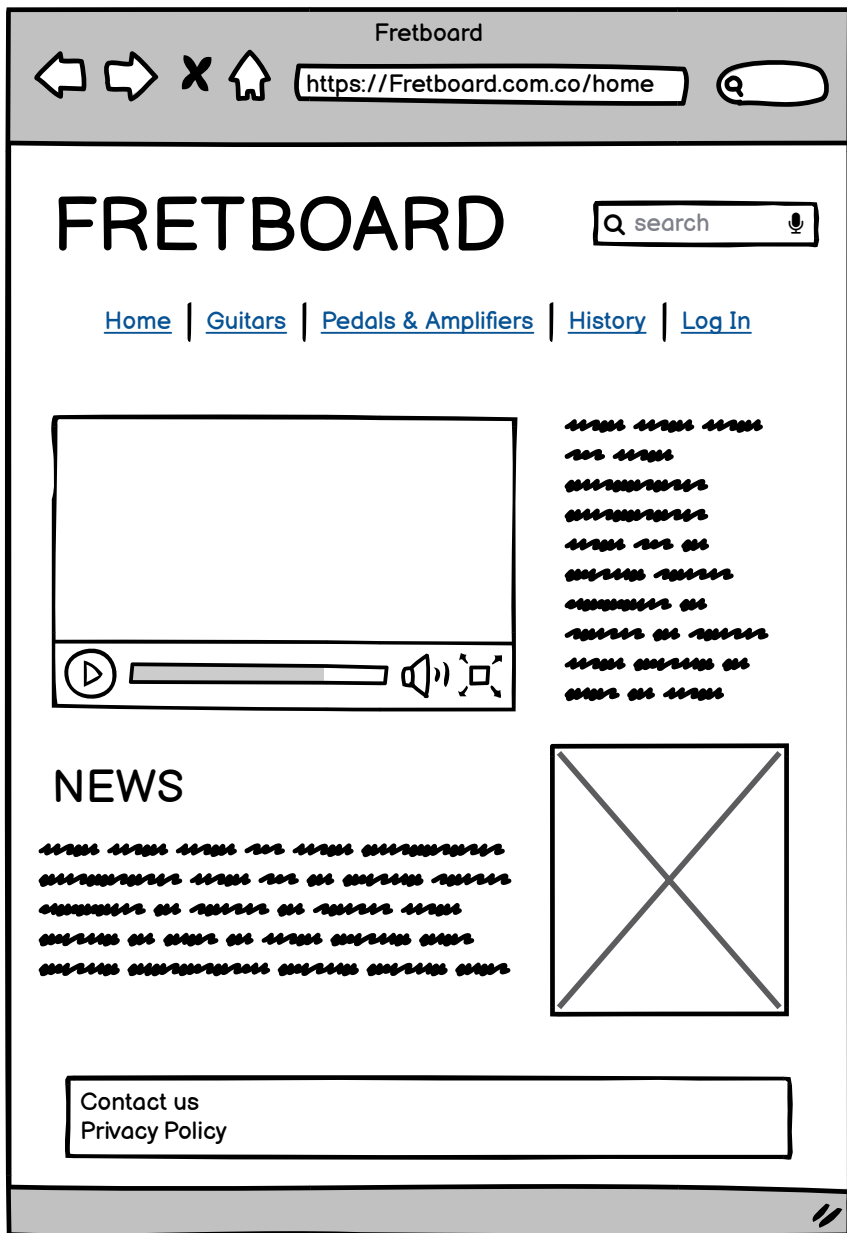 Fretboard
https://Fretboard.com.co/home
FRETBOARD
search
Home | Guitars | Pedals & Amplifiers | History | Log In
NEWS
Contact us
Privacy Policy